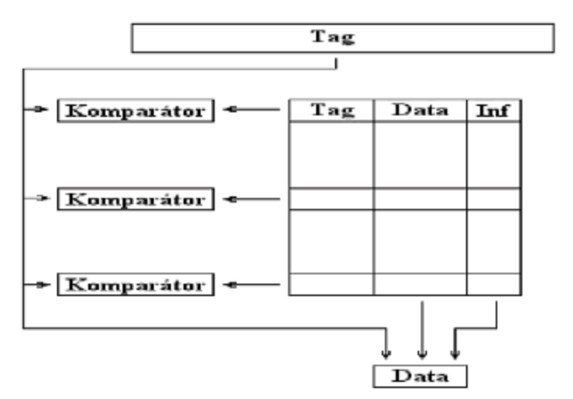 Tag
Komparátor
Tag Data Inf
Komparátor
Komparátor
Data